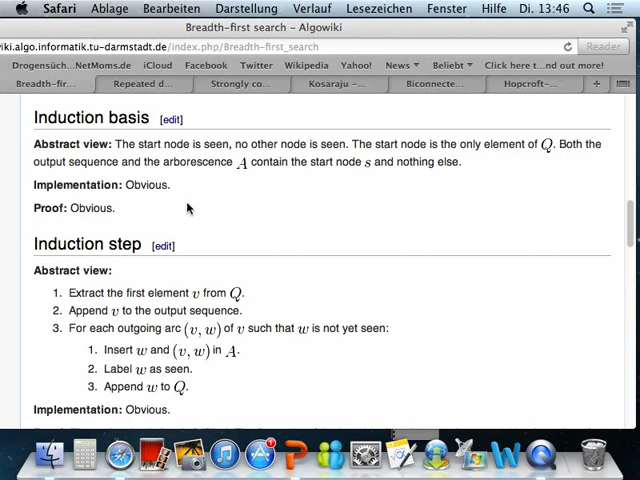 Safari Ablage Bearbeiten Darstellung Verlauf Lesezeichen Fenster Hilfe Di. 13:46
Breadth-first search – Algowiki
iki.algo.informatik.tu-darmstadt.de/index.php/Breadth-first_search Reader
Drogensüch...NetMoms.de iCloud Facebook Twitter Wikipedia Yahoo! News Beliebt Click here t...nd out more!
Breadth-fir... Repeated d... Strongly co... Kosaraju -... Biconnecte... Hopcroft-... +
Induction basis [edit]
Abstract view: The start node is seen, no other node is seen. The start node is the only element of Q. Both the
output sequence and the arborescence A contain the start node s and nothing else.
Implementation: Obvious.
Proof: Obvious.
Induction step [edit]
Abstract view:
1. Extract the first element v from Q.
2. Append v to the output sequence.
3. For each outgoing arc (v, w) of v such that w is not yet seen:
1. Insert w and (v, w) in A.
2. Label w as seen.
3. Append w to Q.
Implementation: Obvious.